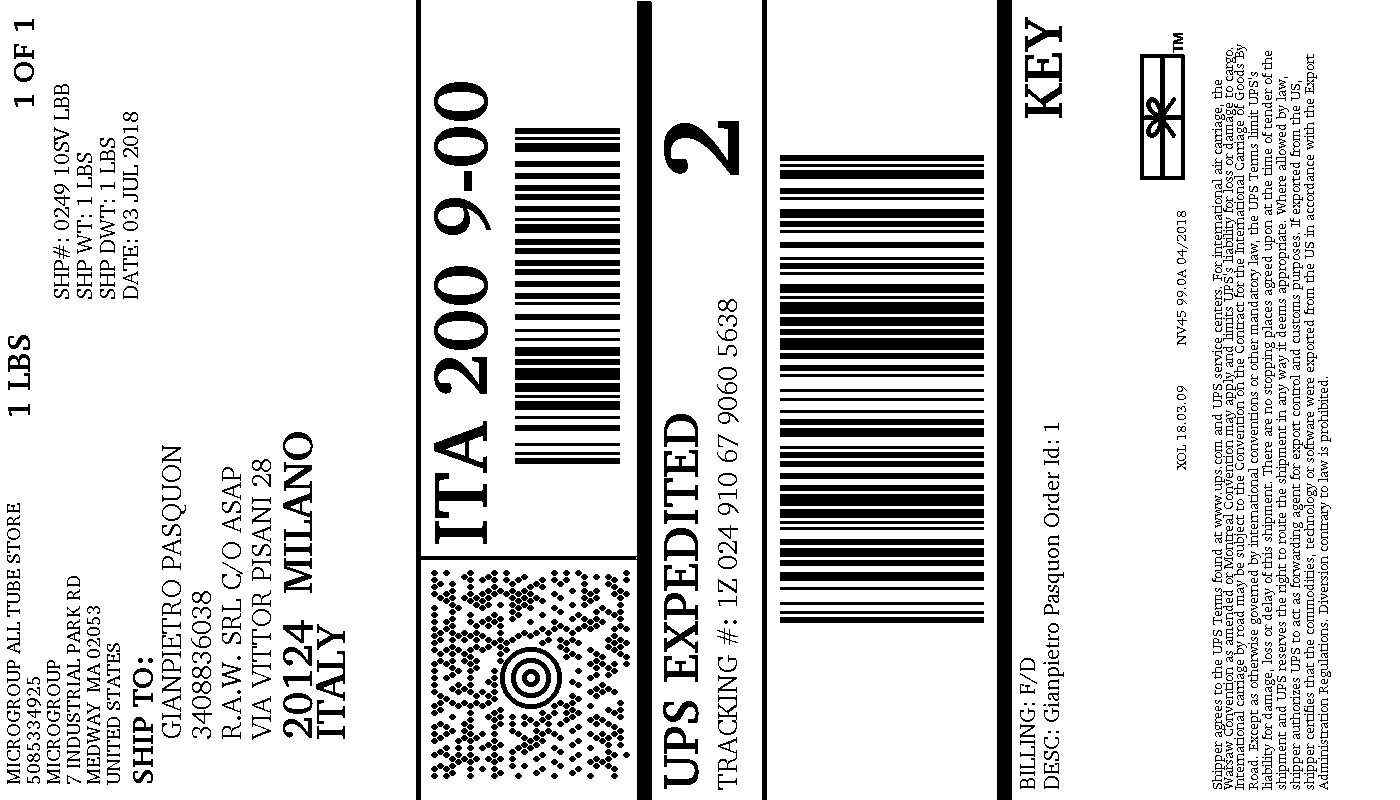 MICROGROUP ALL TUBE STORE
5085334925
MICROGROUP
7 INDUSTRIAL PARK RD
MEDWAY MA 02053
UNITED STATES
1 LBS
1 OF 1
SHP#: 0249 10SV LBB
SHP WT: 1 LBS
SHP DWT: 1 LBS
DATE: 03 JUL 2018
SHIP TO:
GIANPIETRO PASQUON
3408836038
R.A.W. SRL C/O ASAP
VIA VITTOR PISANI 28
20124 MILANO
ITALY
ITA 200 9-00
UPS EXPEDITED
2
TRACKING #: 1Z 024 910 67 9060 5638
BILLING: F/D
DESC: Gianpietro Pasquon Order Id: 1
KEY
TM
XOL 18.03.09 NV45 99.0A 04/2018
Shipper agrees to the UPS Terms found at www.ups.com and UPS service centers. For international air carriage, the
Warsaw Convention as amended or Montreal Convention may apply and limits UPS's liability for loss or damage to cargo.
International carriage by road may be subject to the Convention on the Contract for the International Carriage of Goods By
Road. Except as otherwise governed by international conventions or other mandatory law, the UPS Terms limit UPS's
liability for damage, loss or delay of this shipment. There are no stopping places agreed upon at the time of tender of the
shipment and UPS reserves the right to route the shipment in any way it deems appropriate. Where allowed by law,
shipper authorizes UPS to act as forwarding agent for export control and customs purposes. If exported from the US,
shipper certifies that the commodities, technology or software were exported from the US in accordance with the Export
Administration Regulations. Diversion contrary to law is prohibited.